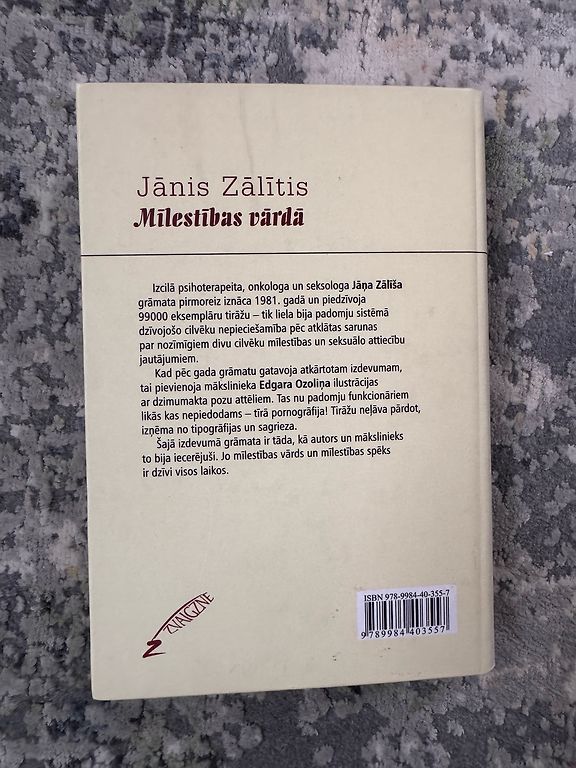 Jānis Zālītis
Mīlestības vārdā
Izcilā psihoterapeita, onkologa un seksologa Jāņa Zālīša
grāmata pirmoreiz iznāca 1981. gadā un piedzīvoja
99000 eksemplāru tirāžu – tik liela bija padomju sistēmā
dzīvojošo cilvēku nepieciešamība pēc atklātas sarunas
par nozīmīgiem divu cilvēku mīlestības un seksuālo attiecību
jautājumiem.
Kad pēc gada grāmatu gatavoja atkārtotam izdevumam,
tai pievienoja mākslinieka Edgara Ozoliņa ilustrācijas
ar dzimumakta pozu attēliem. Tas nu padomju funkcionāriem
likās kas nepiedodams – tīrā pornogrāfija! Tirāžu neļāva pārdot,
izņēma no tipogrāfijas un sagrieza.
Šajā izdevumā grāmata ir tāda, kā autors un mākslinieks
to bija iecerējuši. Jo mīlestības vārds un mīlestības spēks
ir dzīvi visos laikos.
ZVAIGZNE
ISBN 978-9984-40-355-7
9789984403557